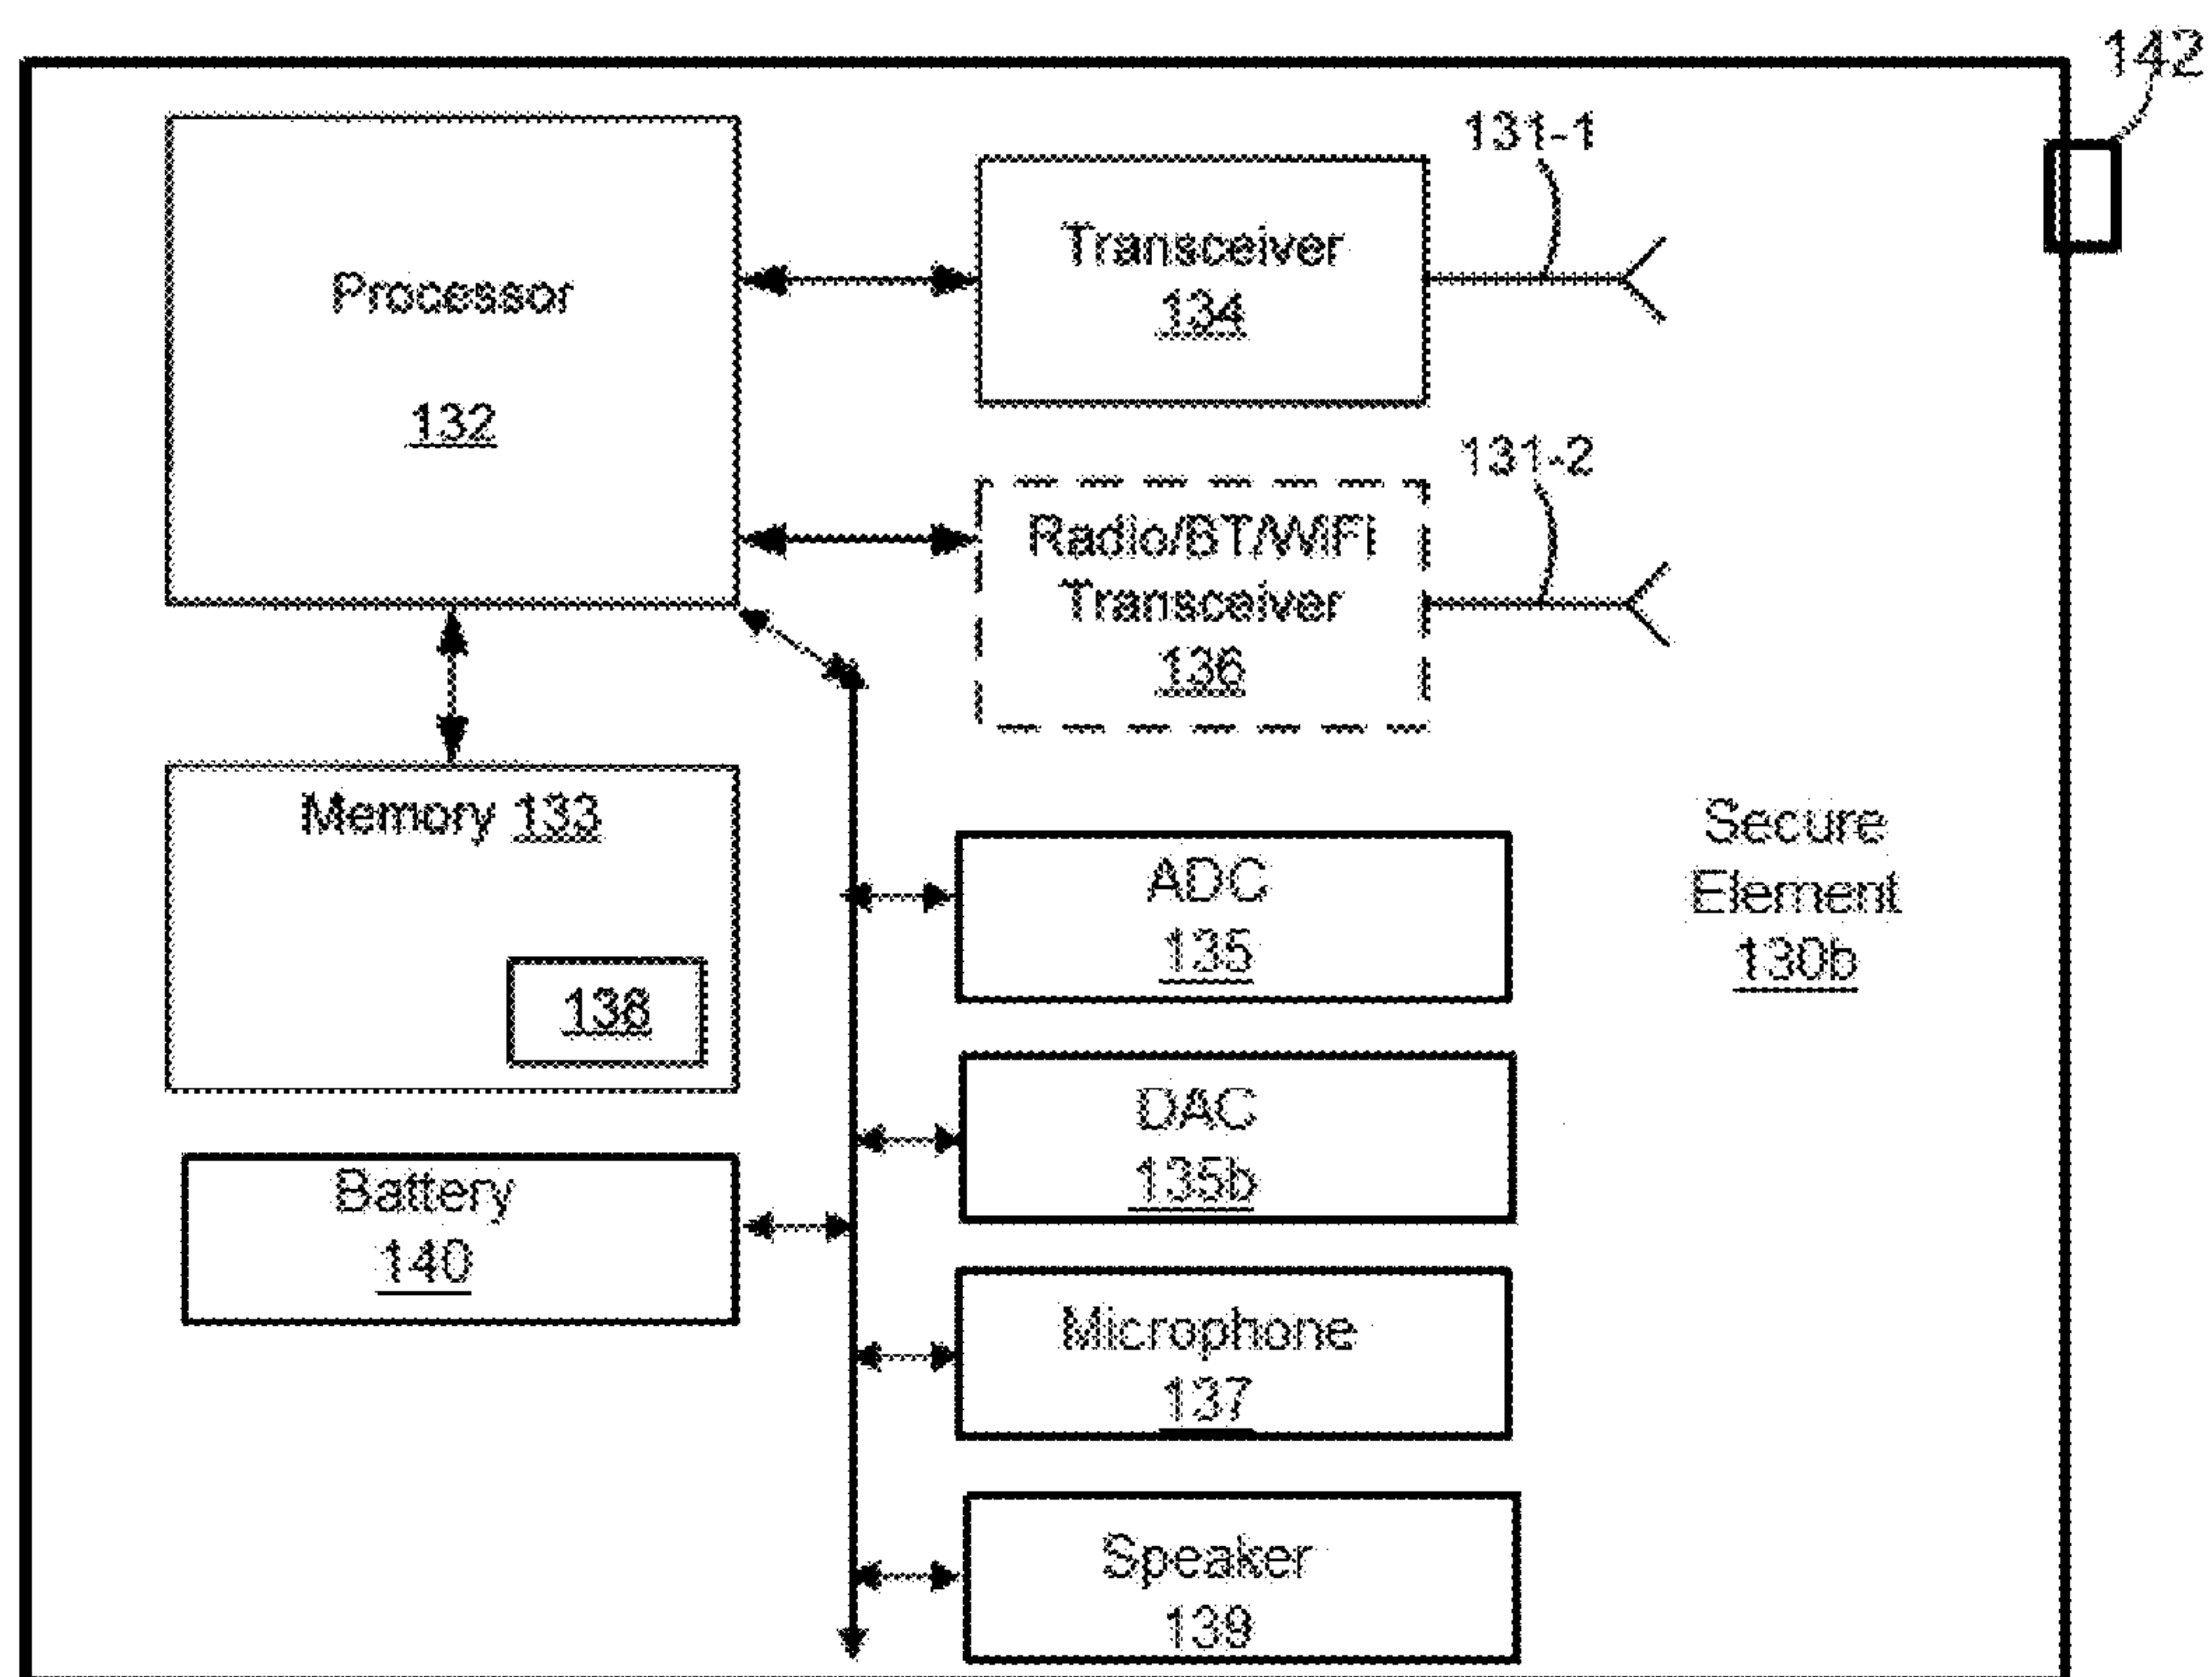 142
131-1
Transceiver
134
Processor
132
131-2
Radio/BT/WiFi
Transceiver
136
Memory 133
138
Secure
Element
130b
ADC
135
DAC
135b
Battery
140
Microphone
137
Speaker
139